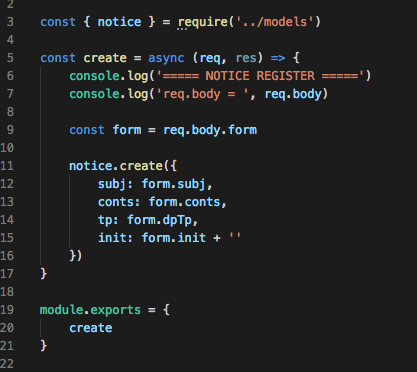 2
3 const { notice } = require('../models')
4
5 const create = async (req, res) => {
6 console.log('===== NOTICE REGISTER =====')
7 console.log('req.body = ', req.body)
8
9 const form = req.body.form
10
11 notice.create({
12 subj: form.subj,
13 conts: form.conts,
14 tp: form.dpTp,
15 init: form.init + ''
16 })
17 }
18
19 module.exports = {
20 create
21 }
22